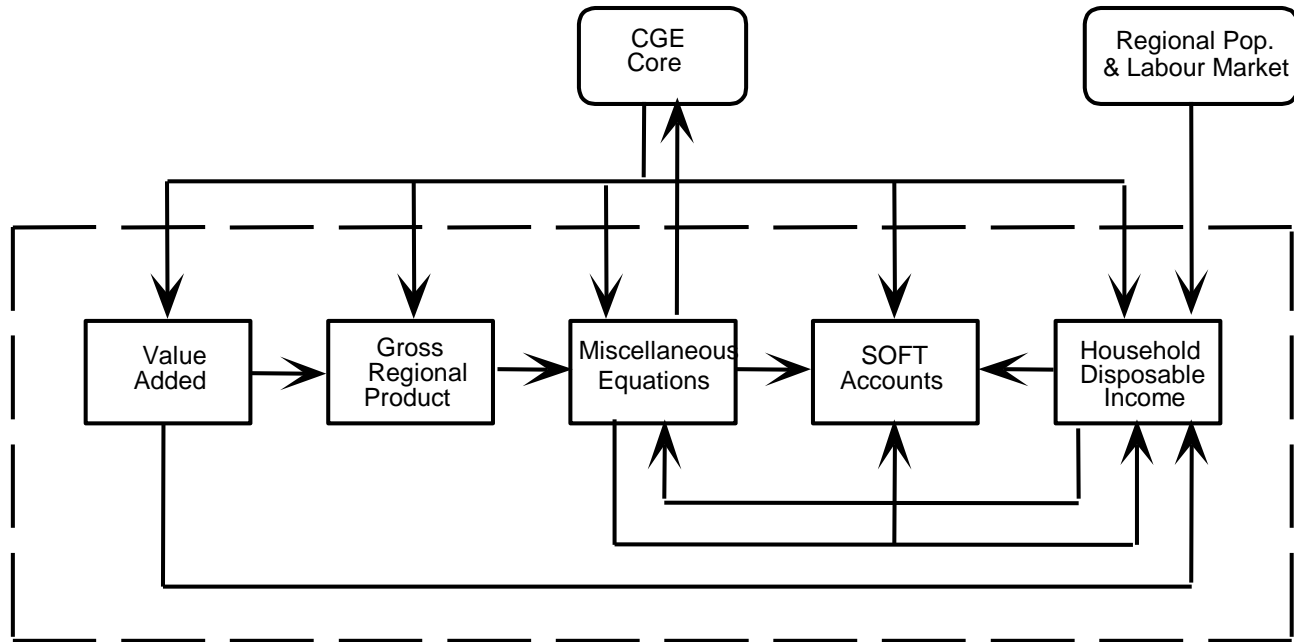 CGE
Core
Regional Pop.
& Labour Market
Value
Added
Gross
Regional
Product
Miscellaneous
Equations
SOFT
Accounts
Household
Disposable
Income